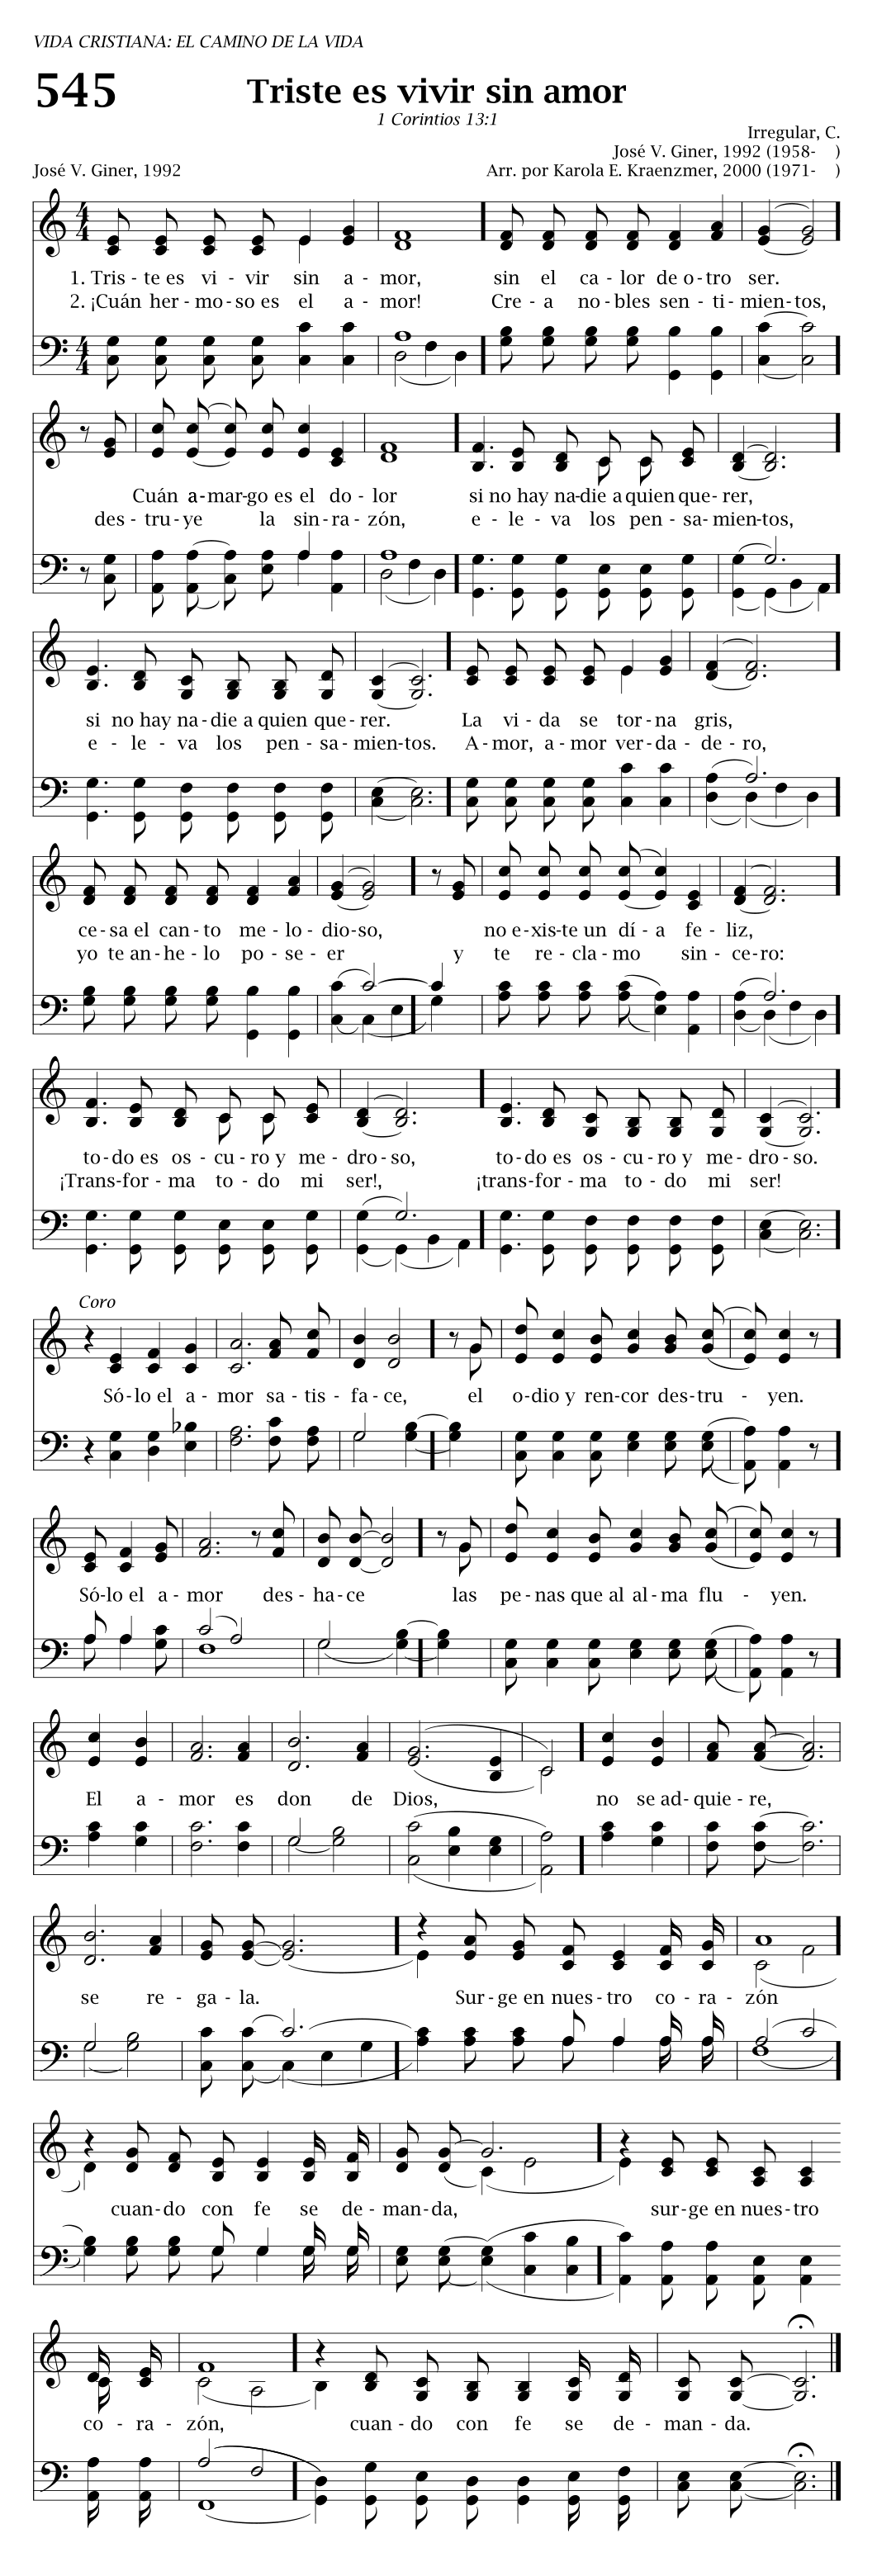 VIDA CRISTIANA: EL CAMINO DE LA VIDA
545 Triste es vivir sin amor
1 Corintios 13:1
Irregular, C.
José V. Giner, 1992 (1958- )
José V. Giner, 1992 Arr. por Karola E. Kraenzmer, 2000 (1971- )
1. Tris - te es vi - vir sin a - mor, sin el ca - lor de o - tro ser.
2. ¡Cuán her - mo - so es el a - mor! Cre - a no - bles sen - ti - mien - tos,
Cuán a - mar - go es el do - lor si no hay na - die a quien que - rer,
des - tru - ye la sin - ra - zón, e - le - va los pen - sa - mien - tos,
si no hay na - die a quien que - rer. La vi - da se tor - na gris,
e - le - va los pen - sa - mien - tos. A - mor, a - mor ver - da - de - ro,
ce - sa el can - to me - lo - dio - so, no e - xis - te un dí - a fe - liz,
yo te an - he - lo po - se - er y te re - cla - mo sin - ce - ro:
to - do es os - cu - ro y me - dro - so, to - do es os - cu - ro y me - dro - so.
¡Trans - for - ma to - do mi ser!, ¡trans - for - ma to - do mi ser!
Coro
Só - lo el a - mor sa - tis - fa - ce, el o - dio y ren - cor des - tru - yen.
Só - lo el a - mor des - ha - ce las pe - nas que al al - ma flu - yen.
El a - mor es don de Dios, no se ad - quie - re,
se re - ga - la. Sur - ge en nues - tro co - ra - zón
cuan - do con fe se de - man - da, sur - ge en nues - tro
co - ra - zón, cuan - do con fe se de - man - da.